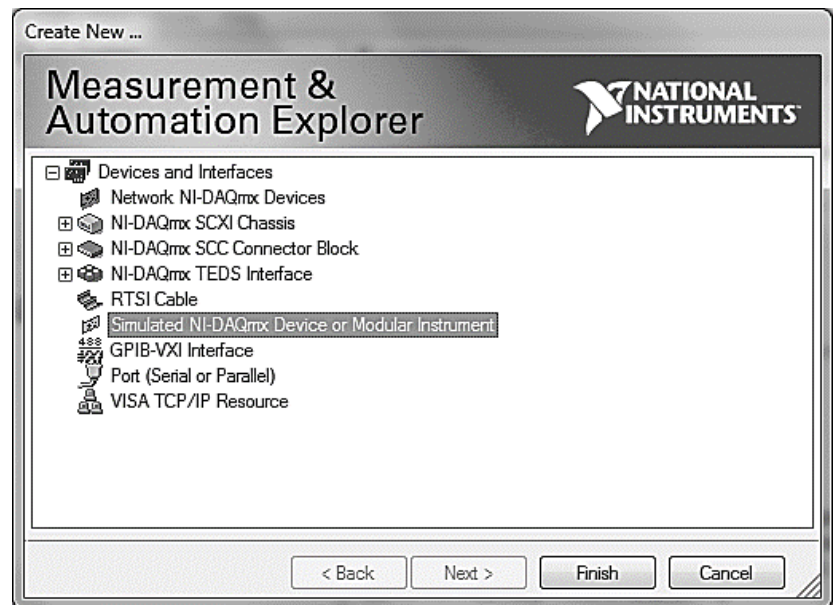 Create New ...
Measurement &
Automation Explorer
NATIONAL
INSTRUMENTS
Devices and Interfaces
Network NI-DAQmx Devices
NI-DAQmx SCXI Chassis
NI-DAQmx SCC Connector Block
NI-DAQmx TEDS Interface
RTSI Cable
Simulated NI-DAQmx Device or Modular Instrument
GPIB-VXI Interface
Port (Serial or Parallel)
VISA TCP/IP Resource
< Back
Next >
Finish
Cancel